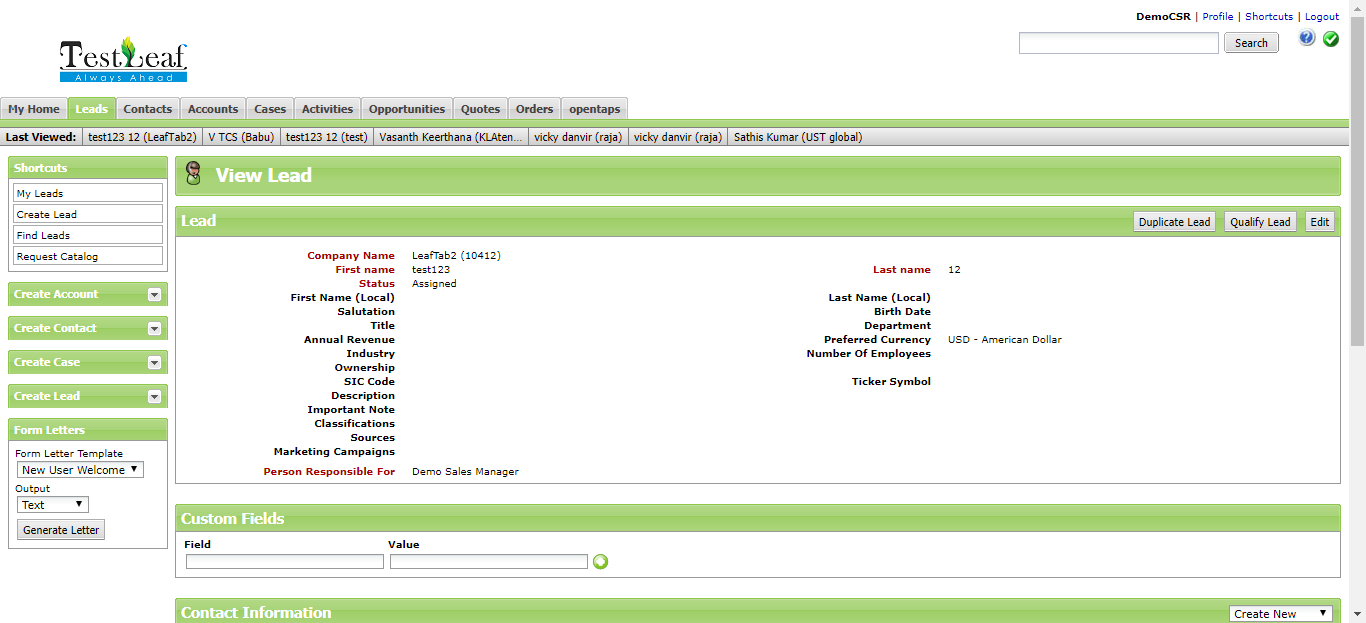 DemoCSR | Profile | Shortcuts | Logout
TestLeaf
Always Ahead
Search
My Home Leads Contacts Accounts Cases Activities Opportunities Quotes Orders opentaps
Last Viewed: test123 12 (LeafTab2) V TCS (Babu) test123 12 (test) Vasanth Keerthana (KLAten... vicky danvir (raja) vicky danvir (raja) Sathis Kumar (UST global)
Shortcuts
My Leads
Create Lead
Find Leads
Request Catalog
Create Account
Create Contact
Create Case
Create Lead
Form Letters
Form Letter Template
New User Welcome
Output
Text
Generate Letter
View Lead
Lead Duplicate Lead Qualify Lead Edit
Company Name LeafTab2 (10412)
First name test123 Last name 12
Status Assigned
First Name (Local) Last Name (Local)
Salutation Birth Date
Title Department
Annual Revenue Preferred Currency USD - American Dollar
Industry Number Of Employees
Ownership
SIC Code Ticker Symbol
Description
Important Note
Classifications
Sources
Marketing Campaigns
Person Responsible For Demo Sales Manager
Custom Fields
Field Value
Contact Information Create New